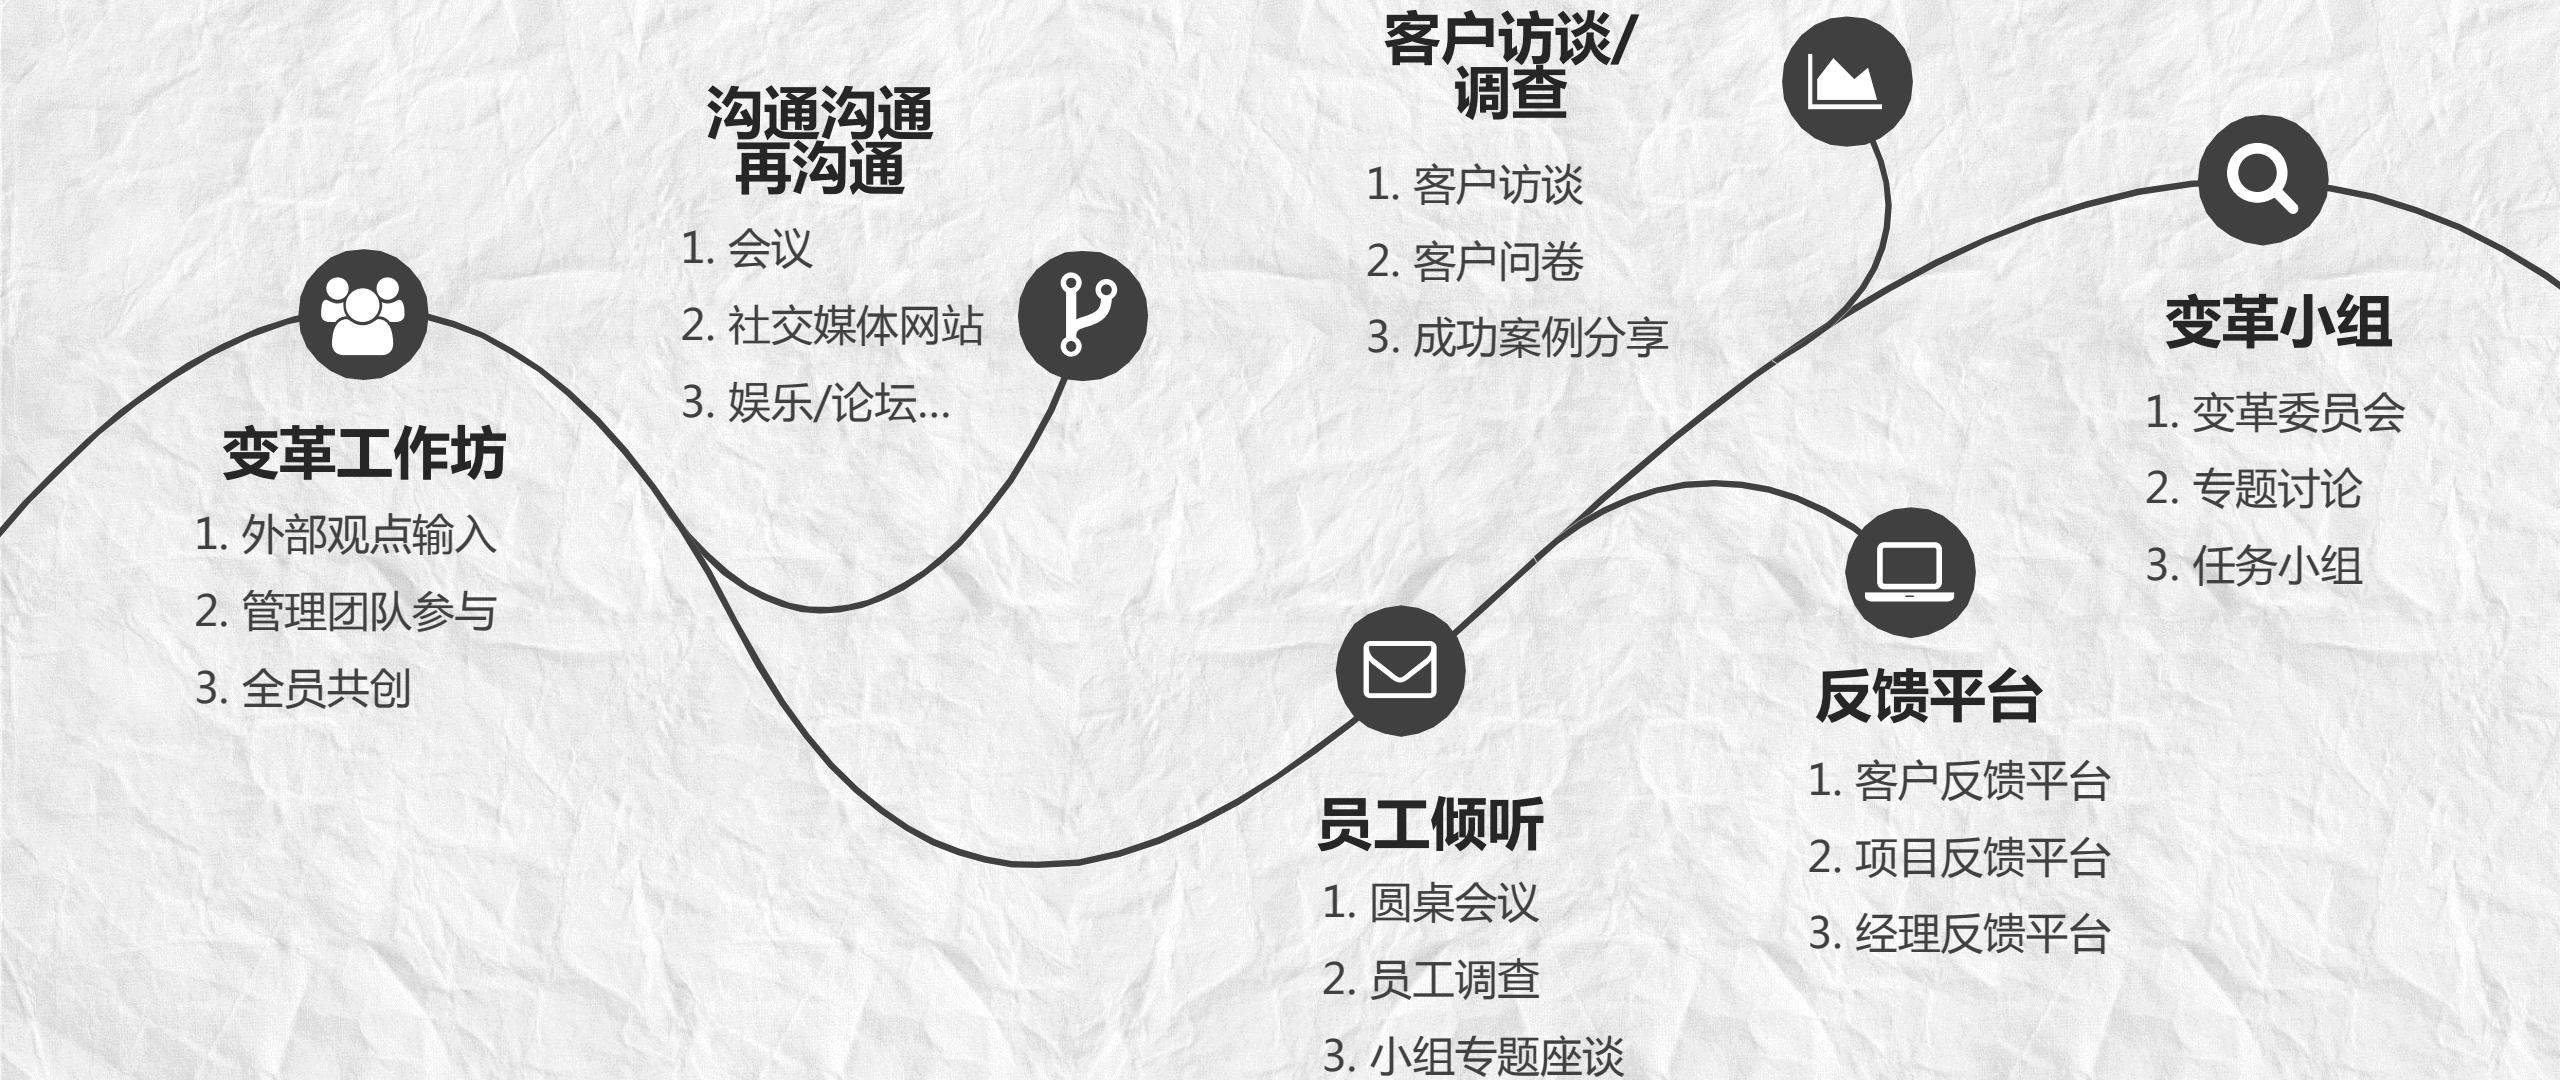 变革工作坊
1. 外部观点输入
2. 管理团队参与
3. 全员共创
沟通沟通
再沟通
1. 会议
2. 社交媒体网站
3. 娱乐/论坛...
员工倾听
1. 圆桌会议
2. 员工调查
3. 小组专题座谈
客户访谈/
调查
1. 客户访谈
2. 客户问卷
3. 成功案例分享
反馈平台
1. 客户反馈平台
2. 项目反馈平台
3. 经理反馈平台
变革小组
1. 变革委员会
2. 专题讨论
3. 任务小组